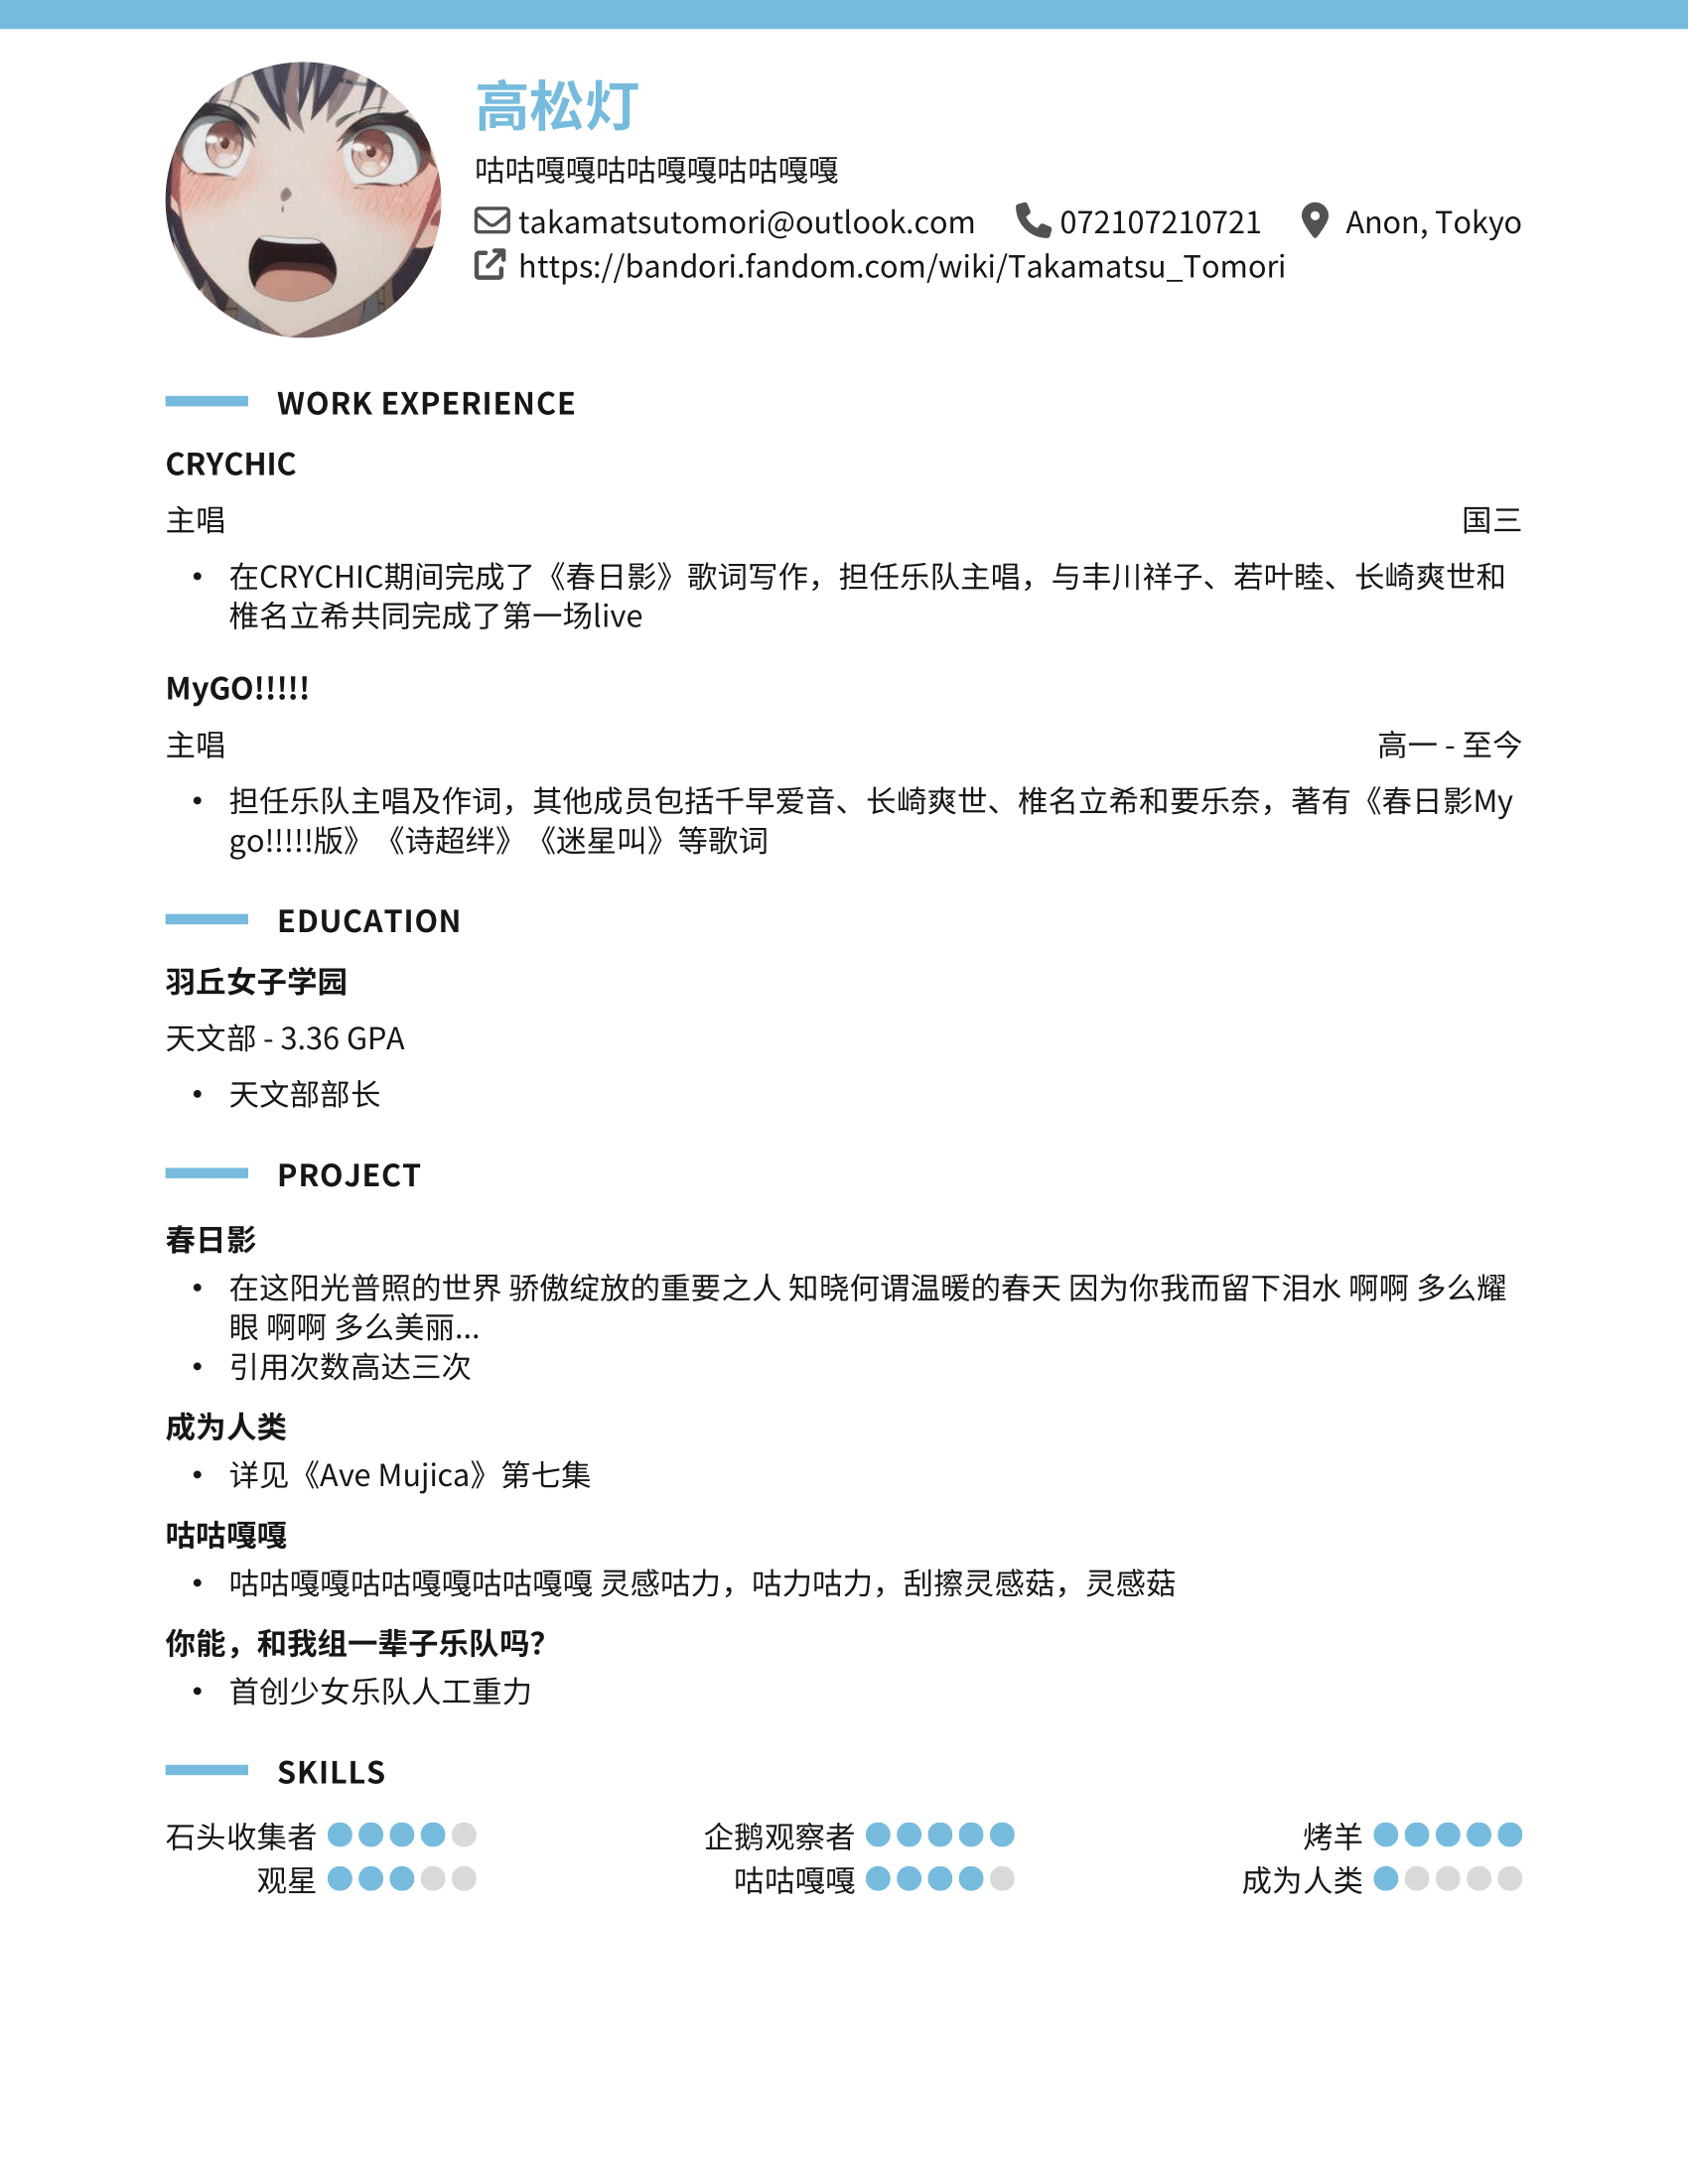 高松灯
咕咕嘎嘎咕咕嘎嘎咕咕嘎嘎
takamatsutomori@outlook.com 072107210721 Anon, Tokyo
https://bandori.fandom.com/wiki/Takamatsu_Tomori
WORK EXPERIENCE
CRYCHIC
主唱 国三
• 在CRYCHIC期间完成了《春日影》歌词写作，担任乐队主唱，与丰川祥子、若叶睦、长崎爽世和
椎名立希共同完成了第一场live
MyGO!!!!!
主唱 高一 - 至今
• 担任乐队主唱及作词，其他成员包括千早爱音、长崎爽世、椎名立希和要乐奈，著有《春日影My
go!!!!!版》《诗超绊》《迷星叫》等歌词
EDUCATION
羽丘女子学园
天文部 - 3.36 GPA
• 天文部部长
PROJECT
春日影
• 在这阳光普照的世界 骄傲绽放的重要之人 知晓何谓温暖的春天 因为你我而留下泪水 啊啊 多么耀
眼 啊啊 多么美丽...
• 引用次数高达三次
成为人类
• 详见《Ave Mujica》第七集
咕咕嘎嘎
• 咕咕嘎嘎咕咕嘎嘎咕咕嘎嘎 灵感咕力，咕力咕力，刮擦灵感菇，灵感菇
你能，和我组一辈子乐队吗？
• 首创少女乐队人工重力
SKILLS
石头收集者 企鹅观察者 烤羊
观星 咕咕嘎嘎 成为人类